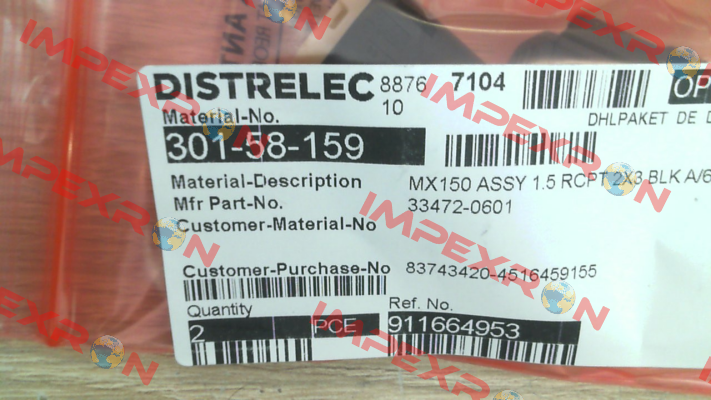 DISTRELEC 8876 7104 OP
10
DHLPAKET DE D
Material-No.
301-58-159
Material-Description MX150 ASSY 1.5 RCPT 2X3 BLK A/6
Mfr Part-No. 33472-0601
Customer-Material-No
Customer-Purchase-No 83743420-4516459155
Quantity Ref. No.
2 PCE 911664953
IMPEXRON